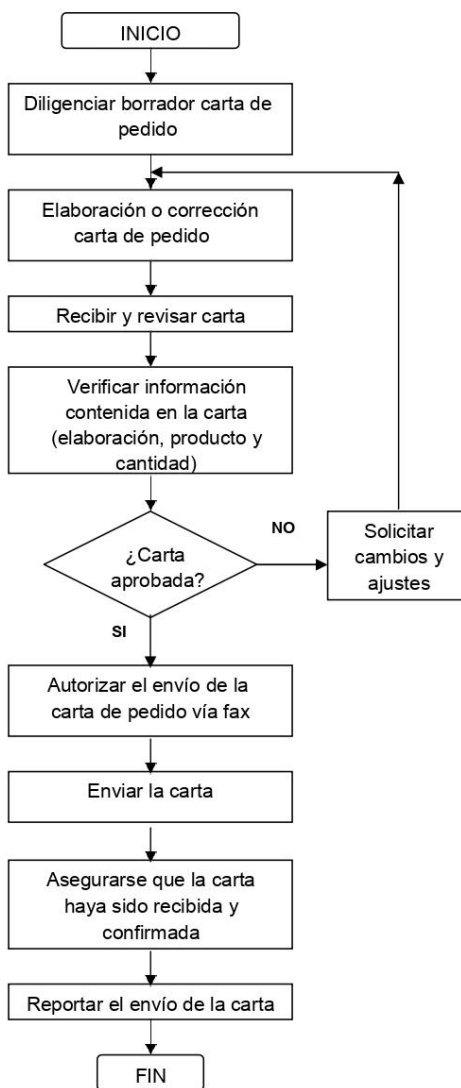 INICIO
Diligenciar borrador carta de
pedido
Elaboración o corrección
carta de pedido
Recibir y revisar carta
Verificar información
contenida en la carta
(elaboración, producto y
cantidad)
¿Carta
aprobada?
NO
Solicitar
cambios y
ajustes
SI
Autorizar el envío de la
carta de pedido vía fax
Enviar la carta
Asegurarse que la carta
haya sido recibida y
confirmada
Reportar el envío de la carta
FIN